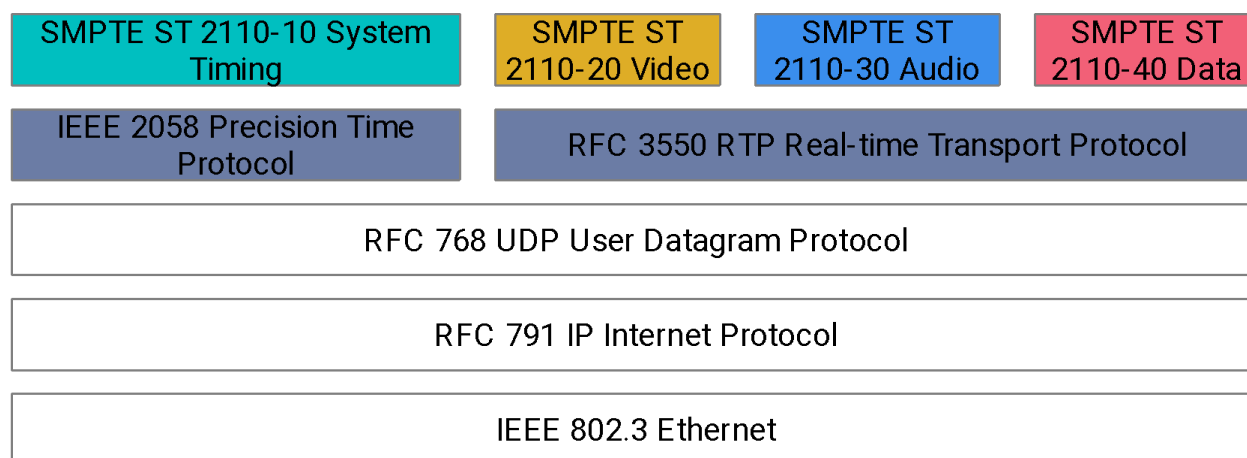 SMPTE ST 2110-10 System
Timing
SMPTE ST
2110-20 Video
SMPTE ST
2110-30 Audio
SMPTE ST
2110-40 Data
IEEE 2058 Precision Time
Protocol
RFC 3550 RTP Real-time Transport Protocol
RFC 768 UDP User Datagram Protocol
RFC 791 IP Internet Protocol
IEEE 802.3 Ethernet